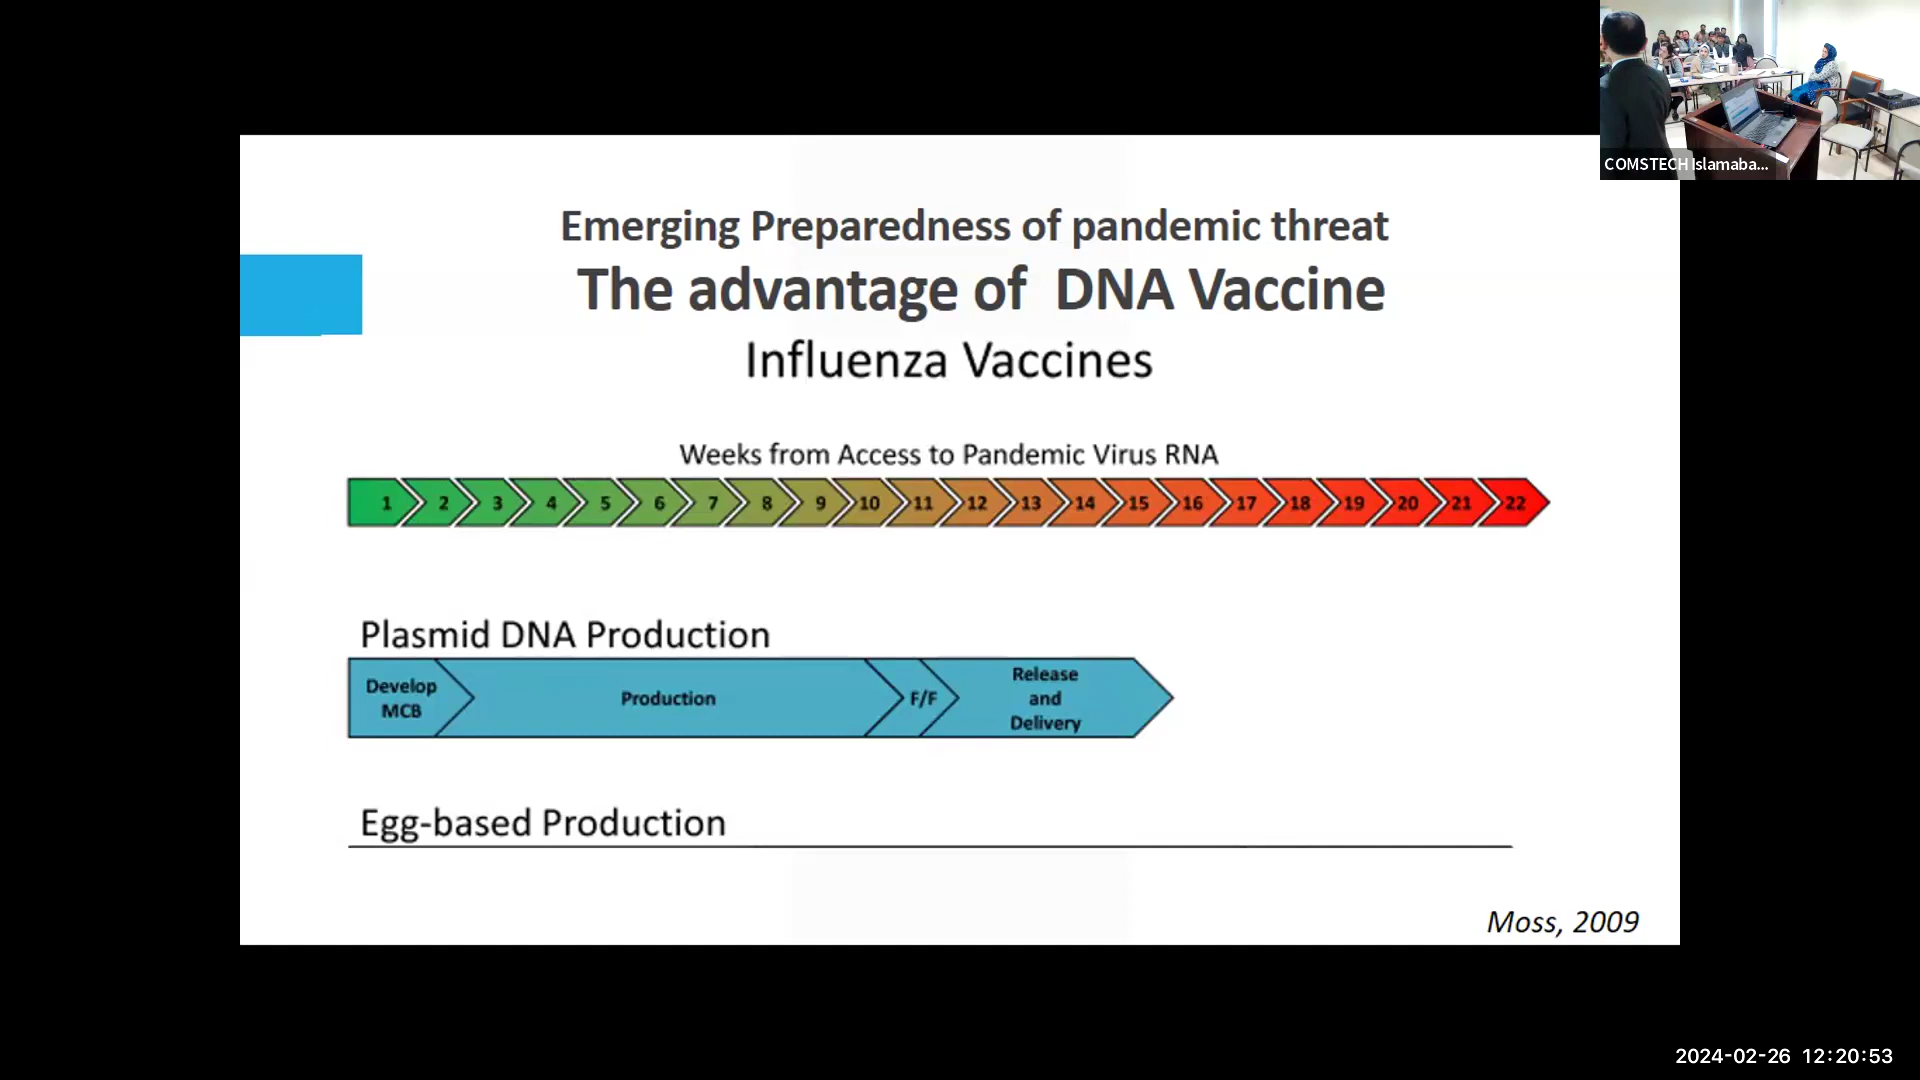 COMSTECH Islamaba...
Emerging Preparedness of pandemic threat
The advantage of DNA Vaccine
Influenza Vaccines
Weeks from Access to Pandemic Virus RNA
1 2 3 4 5 6 7 8 9 10 11 12 13 14 15 16 17 18 19 20 21 22
Plasmid DNA Production
Develop
MCB
Production
F/F
Release
and
Delivery
Egg-based Production
Moss, 2009
2024-02-26 12:20:53